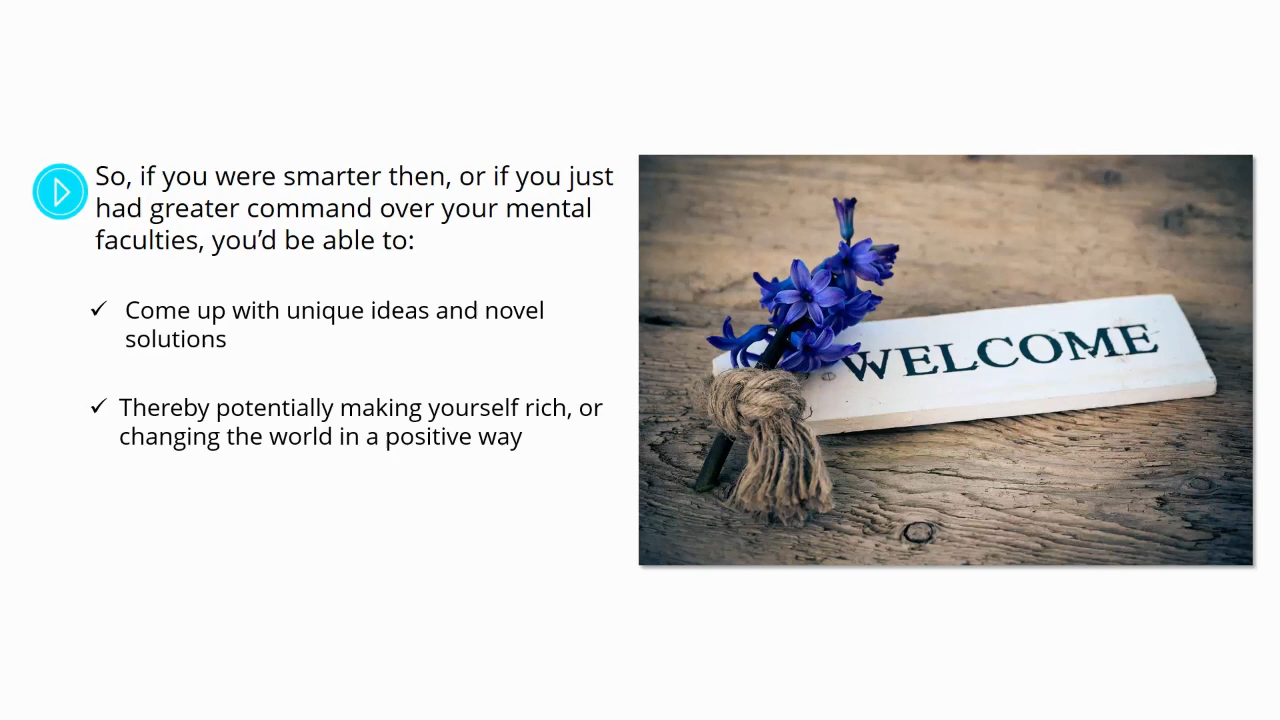 So, if you were smarter then, or if you just
had greater command over your mental
faculties, you’d be able to:
✓ Come up with unique ideas and novel
solutions
✓ Thereby potentially making yourself rich, or
changing the world in a positive way
WELCOME